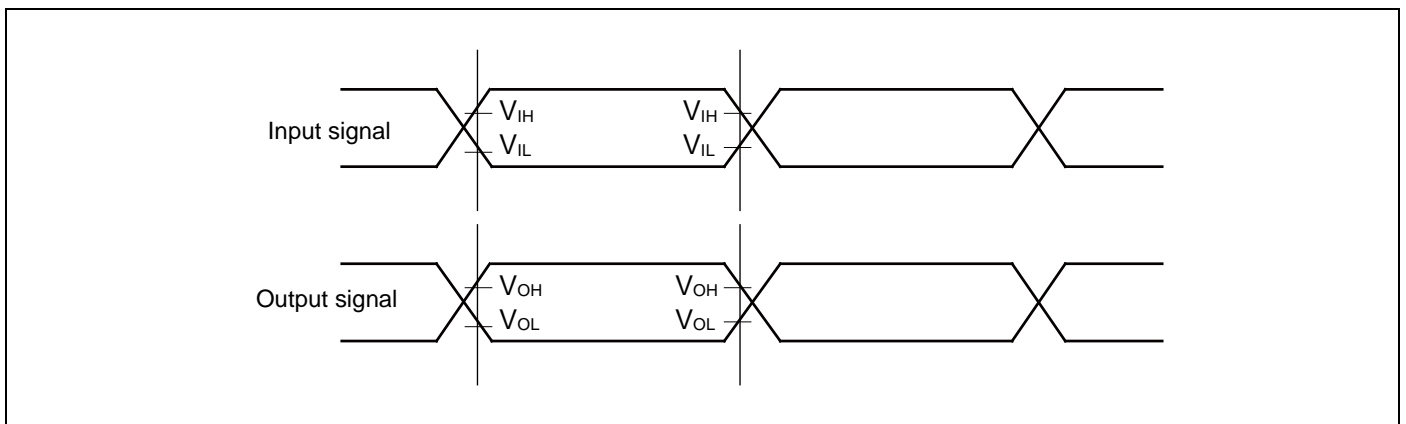 VIH VIH
Input signal
VIL VIL
VOH VOH
Output signal
VOL VOL